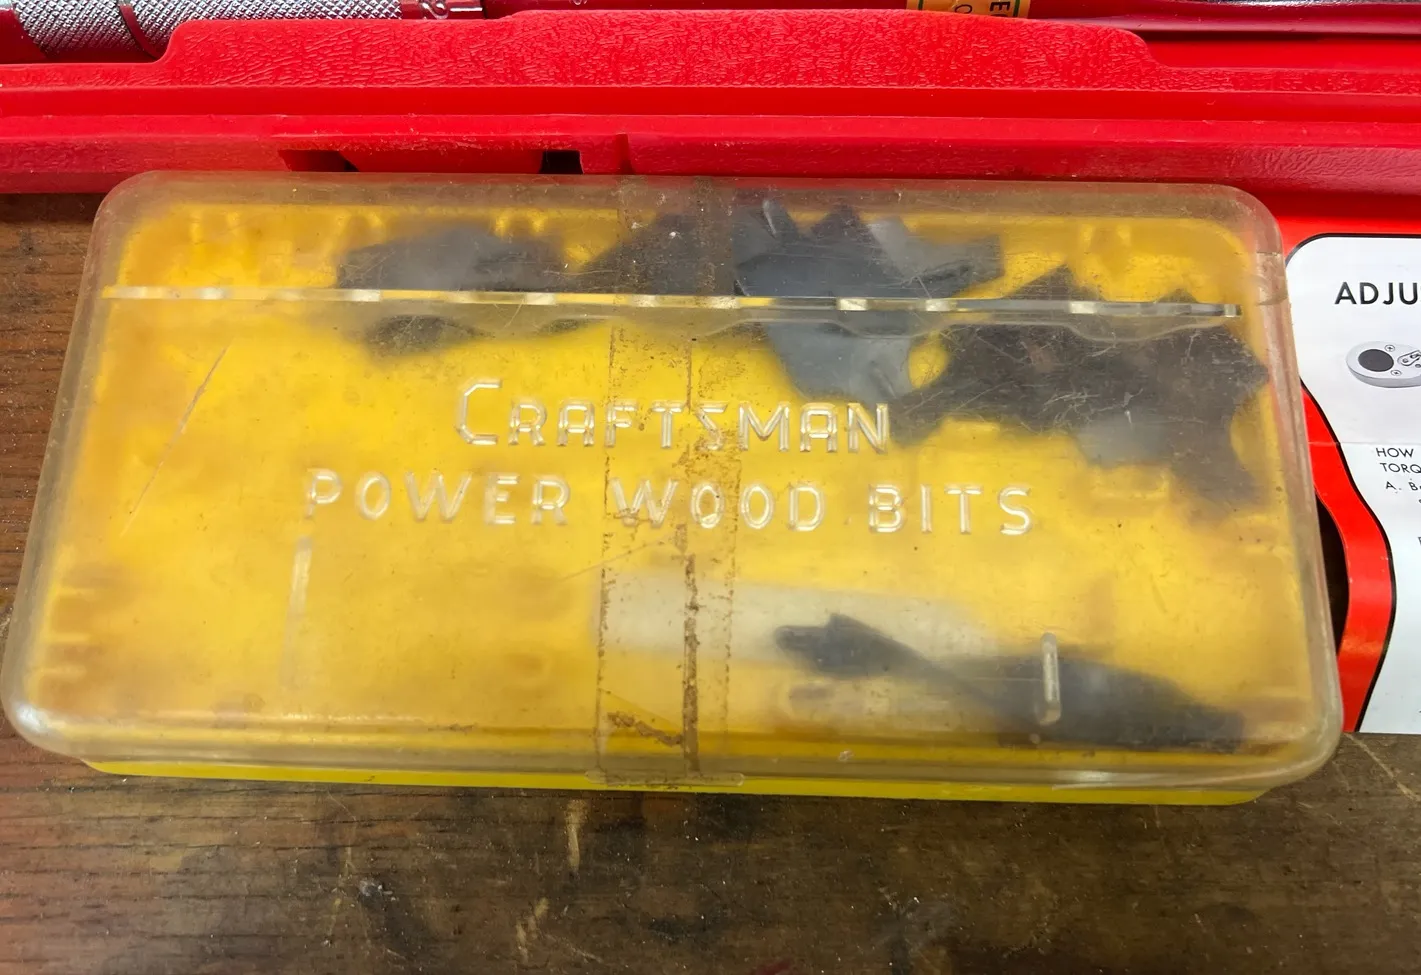 CRAFTSMAN
POWER WOOD BITS
ADJU
HOW
TORQ
A. B